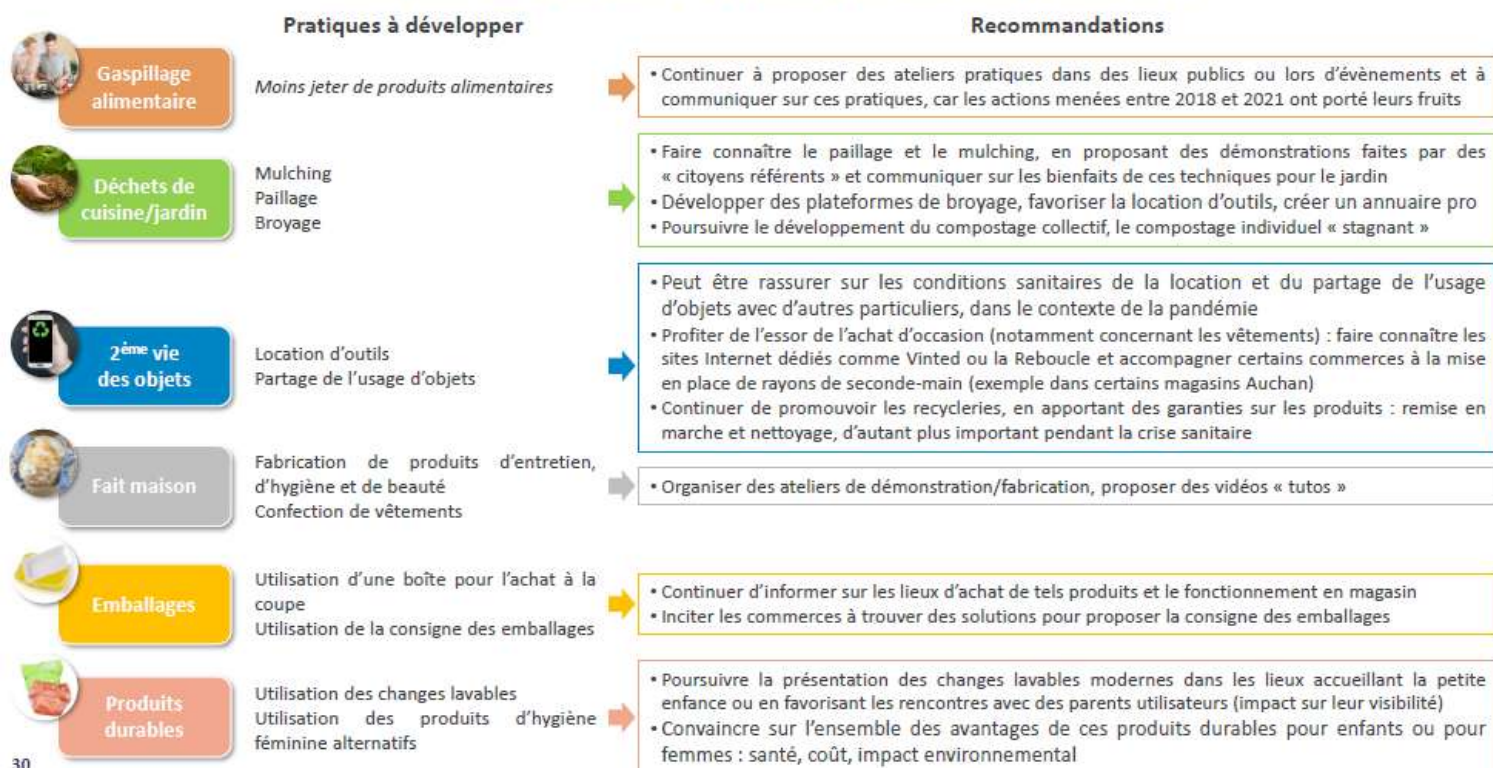 Pratiques à développer
Recommandations
Gaspillage
alimentaire
Moins jeter de produits alimentaires
• Continuer à proposer des ateliers pratiques dans des lieux publics ou lors d’évènements et à
communiquer sur ces pratiques, car les actions menées entre 2018 et 2021 ont porté leurs fruits
Déchets de
cuisine/jardin
Mulching
Paillage
Broyage
• Faire connaître le paillage et le mulching, en proposant des démonstrations faites par des
« citoyens référents » et communiquer sur les bienfaits de ces techniques pour le jardin
• Développer des plateformes de broyage, favoriser la location d’outils, créer un annuaire pro
• Poursuivre le développement du compostage collectif, le compostage individuel « stagnant »
2ème vie
des objets
Location d’outils
Partage de l’usage d’objets
• Peut être rassurer sur les conditions sanitaires de la location et du partage de l’usage
d’objets avec d’autres particuliers, dans le contexte de la pandémie
• Profiter de l’essor de l’achat d’occasion (notamment concernant les vêtements) : faire connaître les
sites Internet dédiés comme Vinted ou la Reboucle et accompagner certains commerces à la mise
en place de rayons de seconde-main (exemple dans certains magasins Auchan)
• Continuer de promouvoir les recycleries, en apportant des garanties sur les produits : remise en
marche et nettoyage, d’autant plus important pendant la crise sanitaire
Fait maison
Fabrication de produits d’entretien,
d’hygiène et de beauté
Confection de vêtements
• Organiser des ateliers de démonstration/fabrication, proposer des vidéos « tutos »
Emballages
Utilisation d’une boîte pour l’achat à la
coupe
Utilisation de la consigne des emballages
• Continuer d’informer sur les lieux d’achat de tels produits et le fonctionnement en magasin
• Inciter les commerces à trouver des solutions pour proposer la consigne des emballages
Produits
durables
Utilisation des changes lavables
Utilisation des produits d’hygiène
féminine alternatifs
• Poursuivre la présentation des changes lavables modernes dans les lieux accueillant la petite
enfance ou en favorisant les rencontres avec des parents utilisateurs (impact sur leur visibilité)
• Convaincre sur l’ensemble des avantages de ces produits durables pour enfants ou pour
femmes : santé, coût, impact environnemental
30